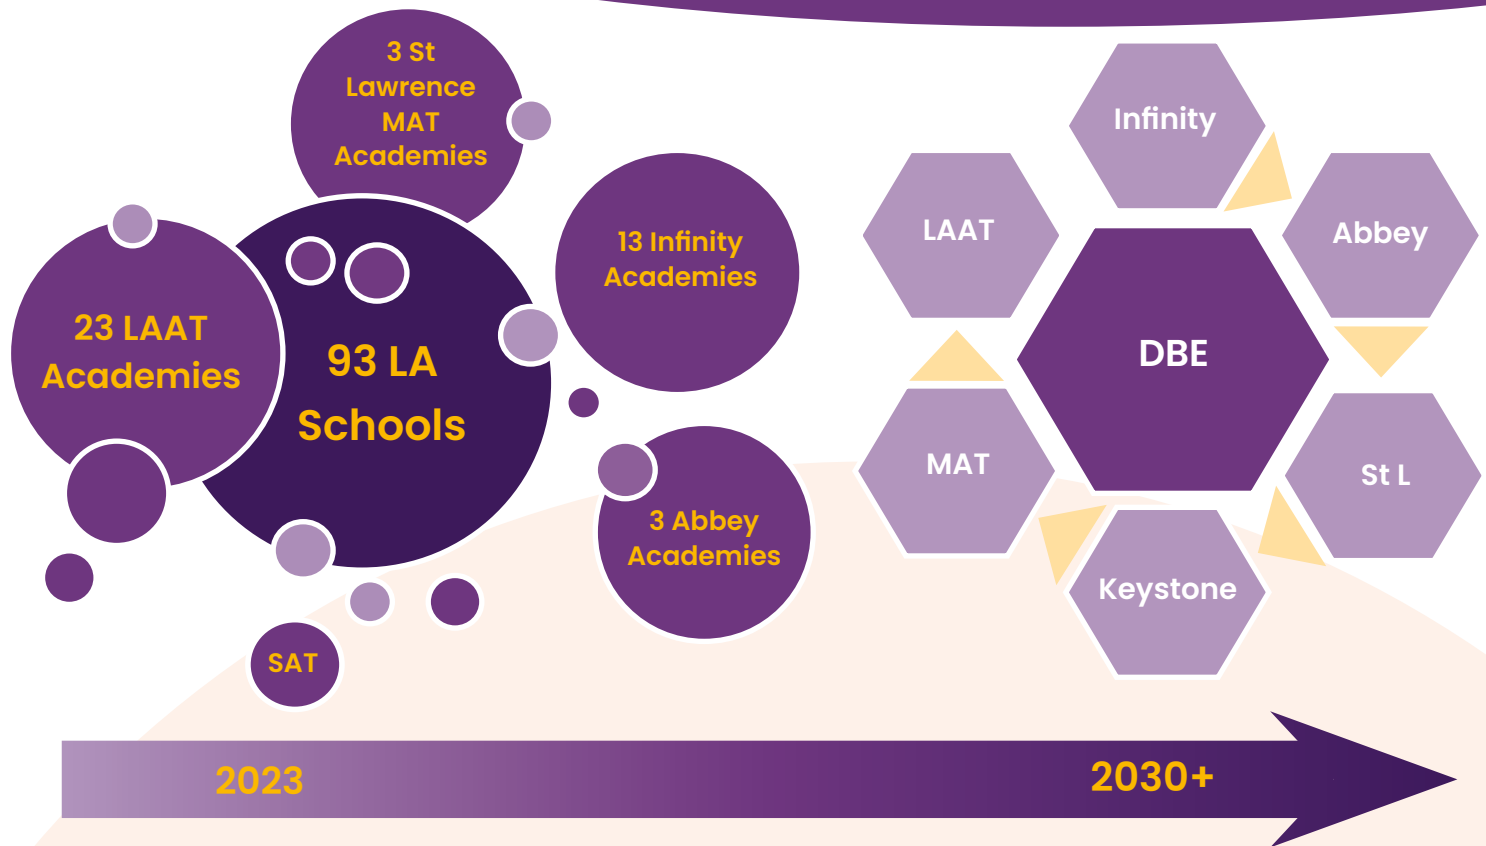 3 St
Lawrence
MAT
Academies
13 Infinity
Academies
23 LAAT
Academies
93 LA
Schools
3 Abbey
Academies
SAT
Infinity
LAAT
Abbey
DBE
MAT
St L
Keystone
2023
2030+